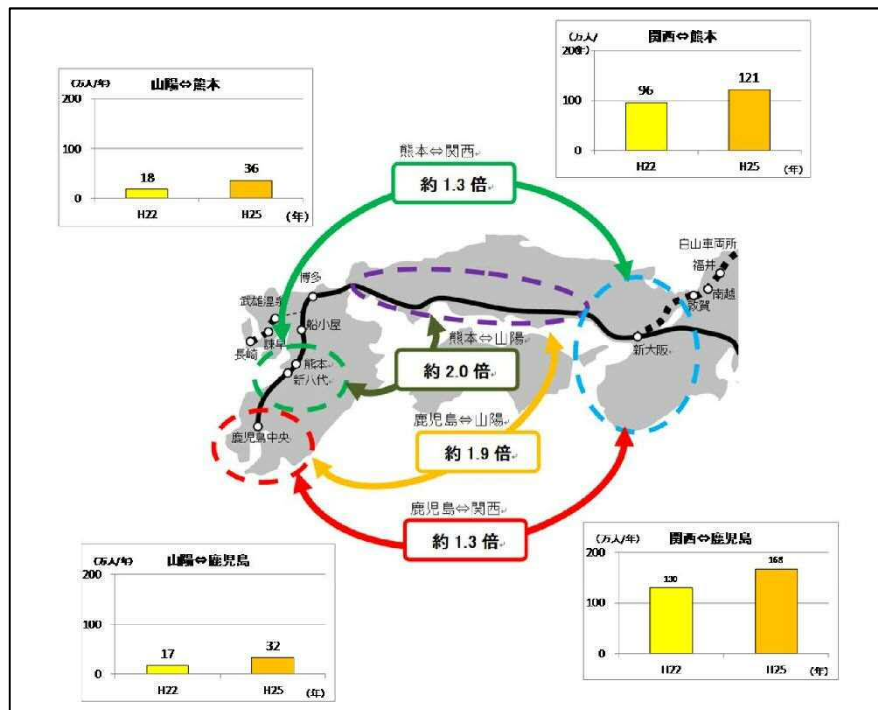 (万人/年)
山陽⇔熊本
200
100
0
18
36
H22
H25
(年)
(万人/年)
関西⇔熊本
200
100
0
96
121
H22
H25
(年)
熊本⇔関西
約1.3倍
白山車両所
福井
南越
敦賀
博多
武雄温泉
船小屋
諫早
長崎
熊本
新八代
鹿児島中央
新大阪
熊本⇔山陽
約2.0倍
鹿児島⇔山陽
約1.9倍
鹿児島⇔関西
約1.3倍
(万人/年)
山陽⇔鹿児島
200
100
0
17
32
H22
H25
(年)
(万人/年)
関西⇔鹿児島
200
100
0
130
168
H22
H25
(年)